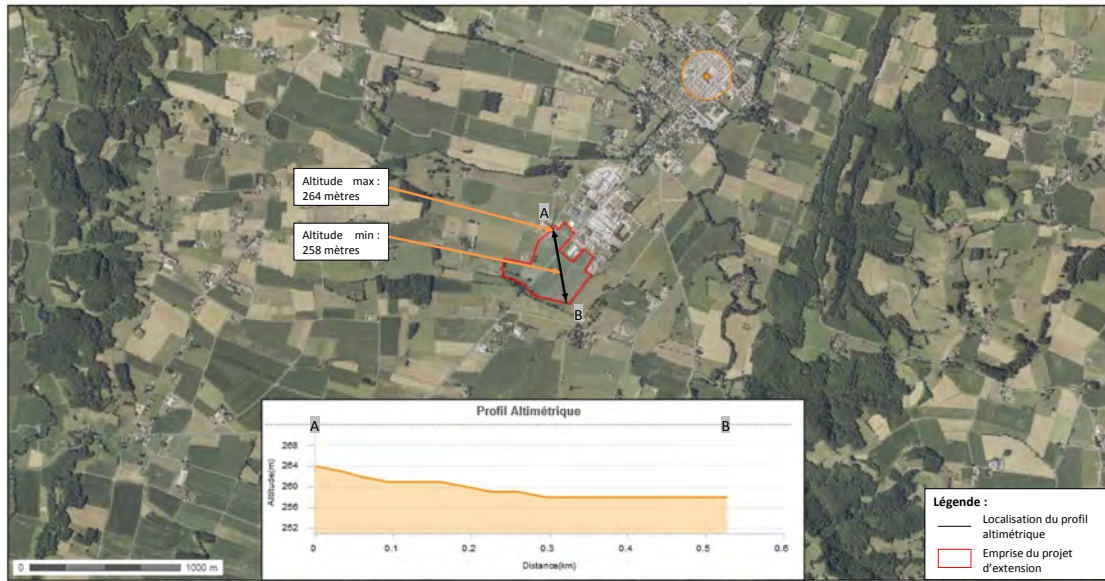 Altitude max :
264 mètres
A
Altitude min :
258 mètres
B
Profil Altimétrique
A
B
Altitude(m)
268
264
260
256
252
0
0.1
0.2
0.3
0.4
0.5
0.6
Distance(km)
Légende :
Localisation du profil
altimétrique
Emprise du projet
d'extension
0
1000 m